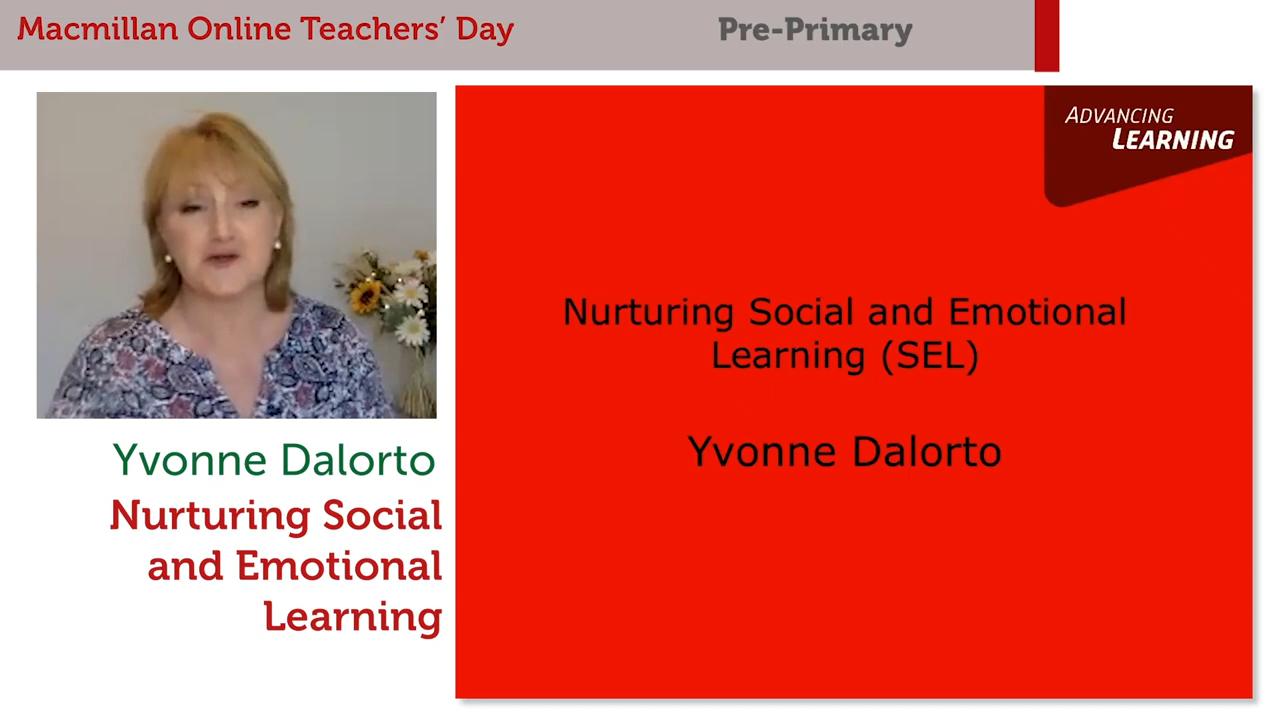 Macmillan Online Teachers’ Day
Pre-Primary
ADVANCING
LEARNING
Nurturing Social and Emotional
Learning (SEL)
Yvonne Dalorto
Yvonne Dalorto
Nurturing Social
and Emotional
Learning